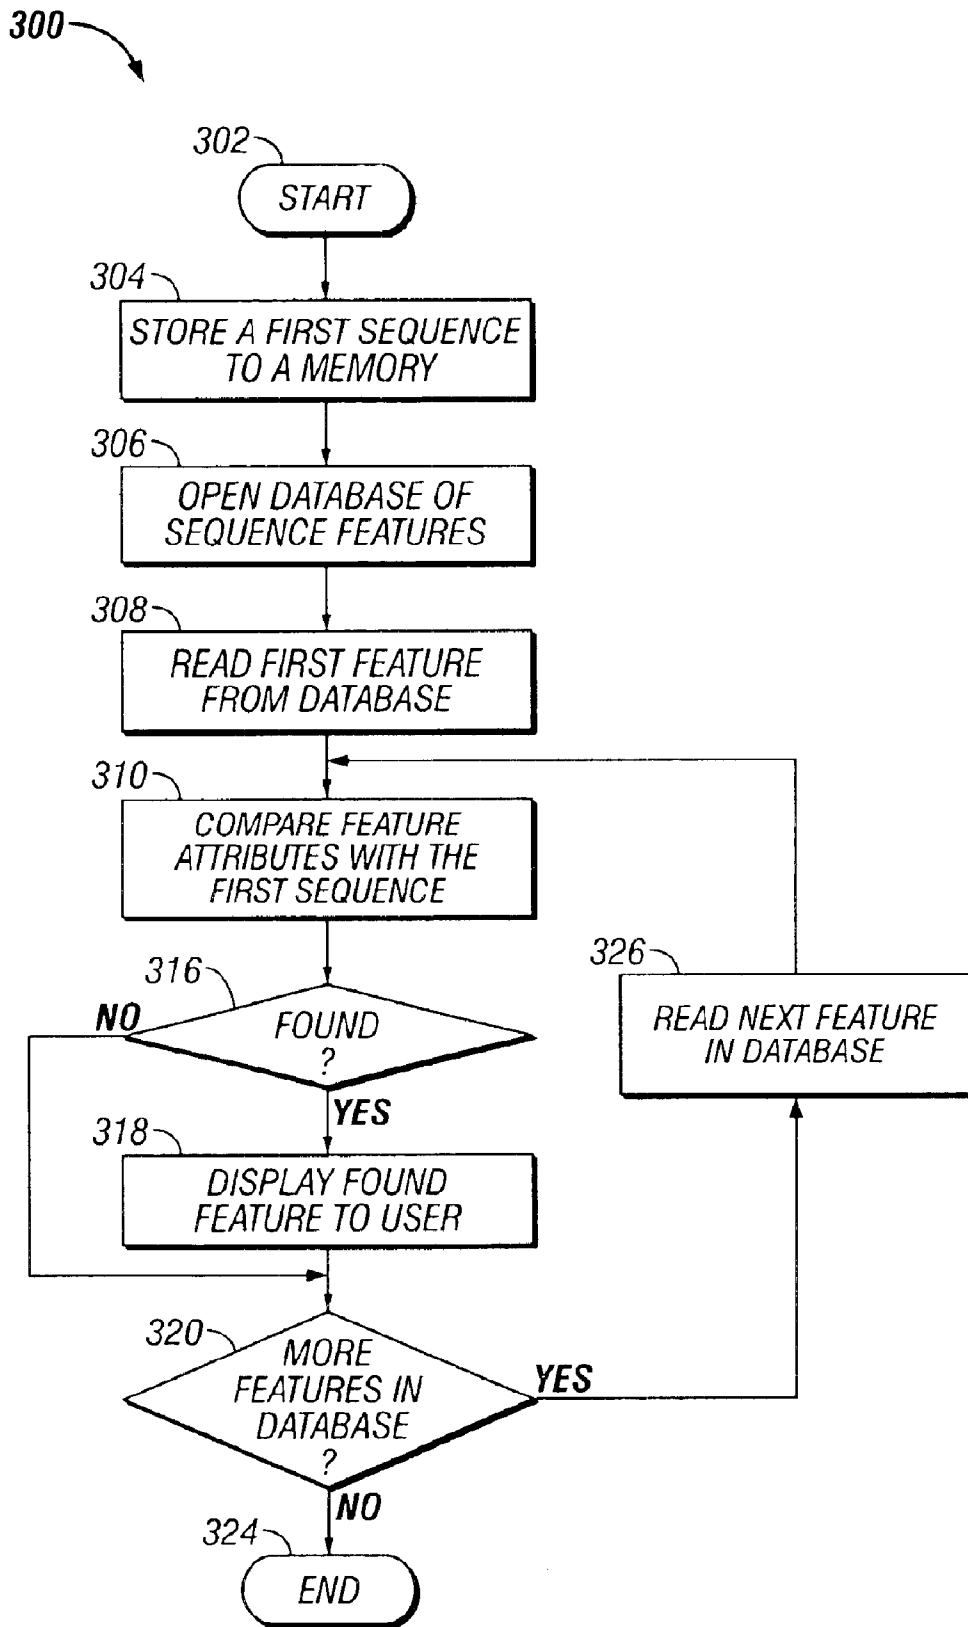 300
302
START
304
STORE A FIRST SEQUENCE
TO A MEMORY
306
OPEN DATABASE OF
SEQUENCE FEATURES
308
READ FIRST FEATURE
FROM DATABASE
310
COMPARE FEATURE
ATTRIBUTES WITH THE
FIRST SEQUENCE
316
NO
FOUND
?
YES
326
READ NEXT FEATURE
IN DATABASE
318
DISPLAY FOUND
FEATURE TO USER
320
MORE
FEATURES IN
DATABASE
?
YES
NO
324
END